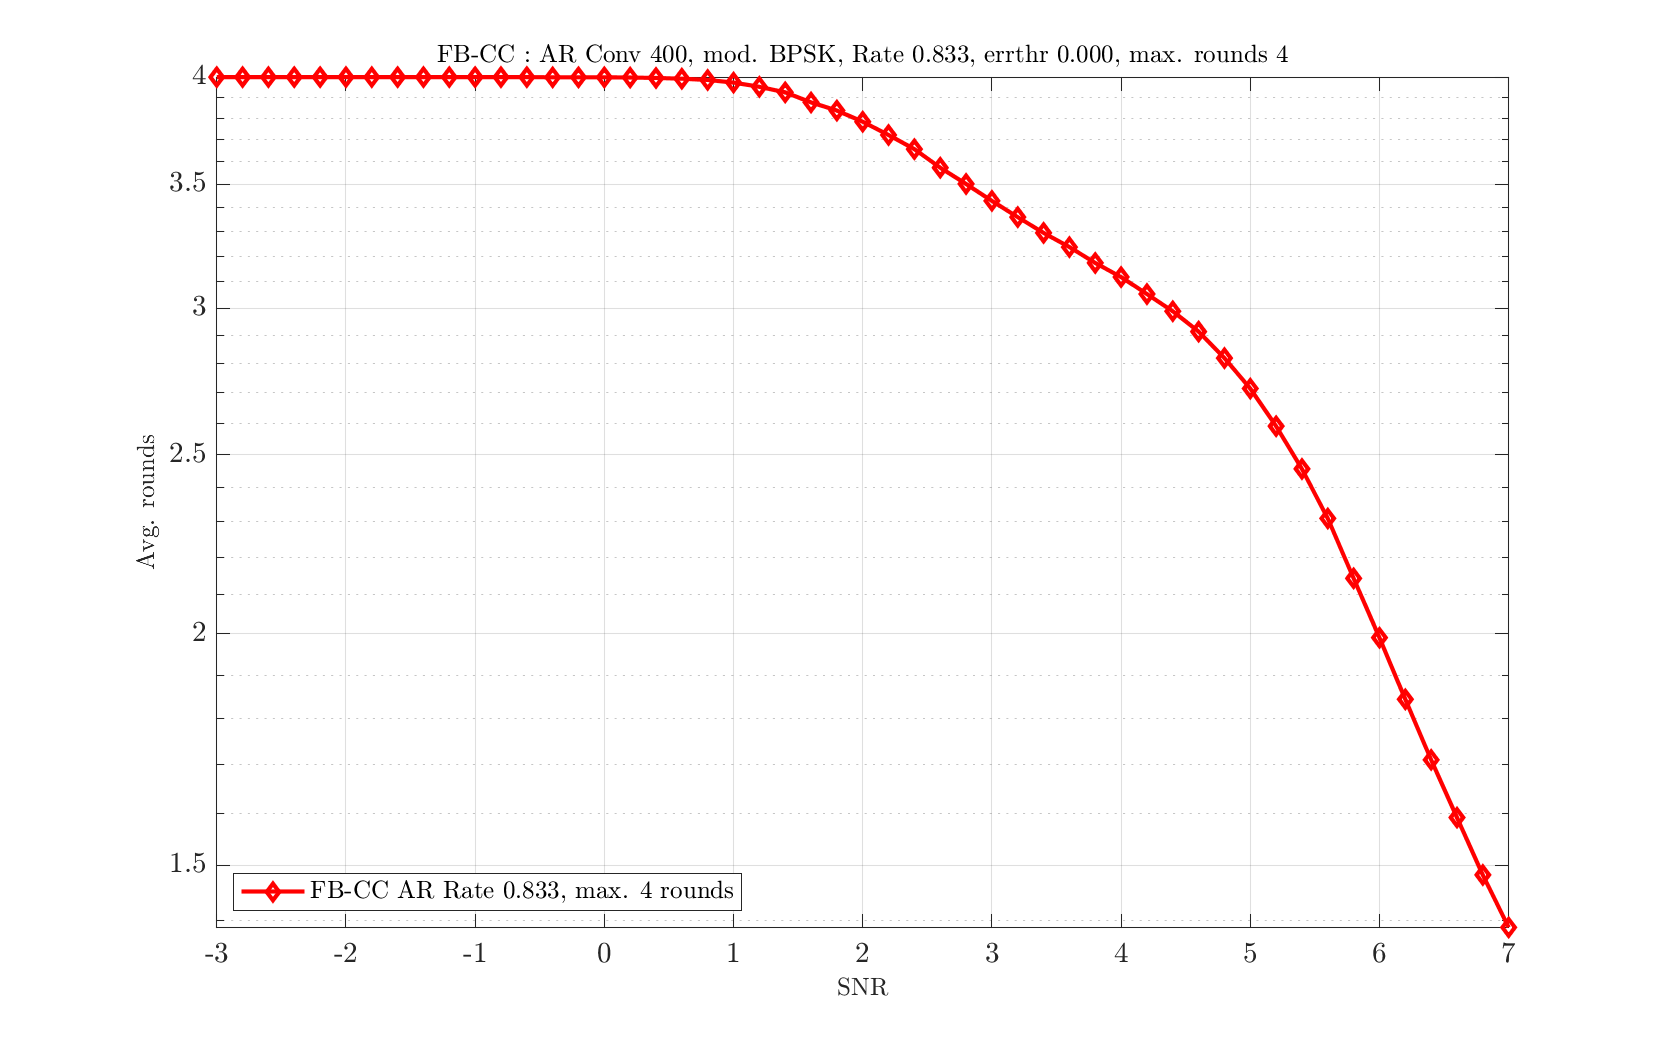 FB-CC : AR Conv 400, mod. BPSK, Rate 0.833, errthr 0.000, max. rounds 4
4
3.5
3
2.5
2
1.5
Avg. rounds
FB-CC AR Rate 0.833, max. 4 rounds
-3 -2 -1 0 1 2 3 4 5 6 7
SNR